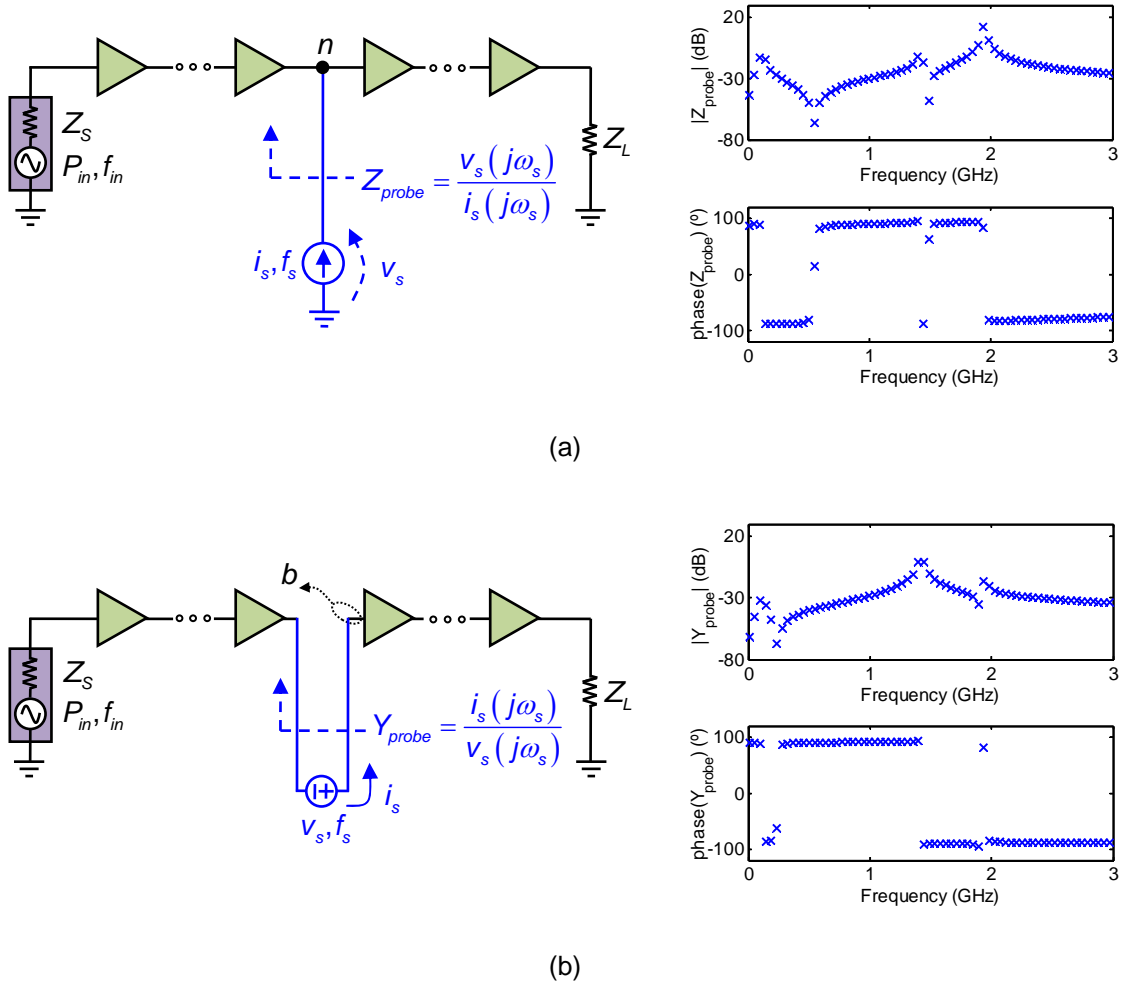 n
Z_S
P_in, f_in
Z_probe = v_s(jω_s) / i_s(jω_s)
Z_L
i_s, f_s
v_s
|Z_probe| (dB)
20
-30
-80
0 1 2 3
Frequency (GHz)
phase(Z_probe) (º)
100
0
-100
0 1 2 3
Frequency (GHz)
(a)
b
Z_S
P_in, f_in
Y_probe = i_s(jω_s) / v_s(jω_s)
Z_L
i_s
v_s, f_s
|Y_probe| (dB)
20
-30
-80
0 1 2 3
Frequency (GHz)
phase(Y_probe) (º)
100
0
-100
0 1 2 3
Frequency (GHz)
(b)